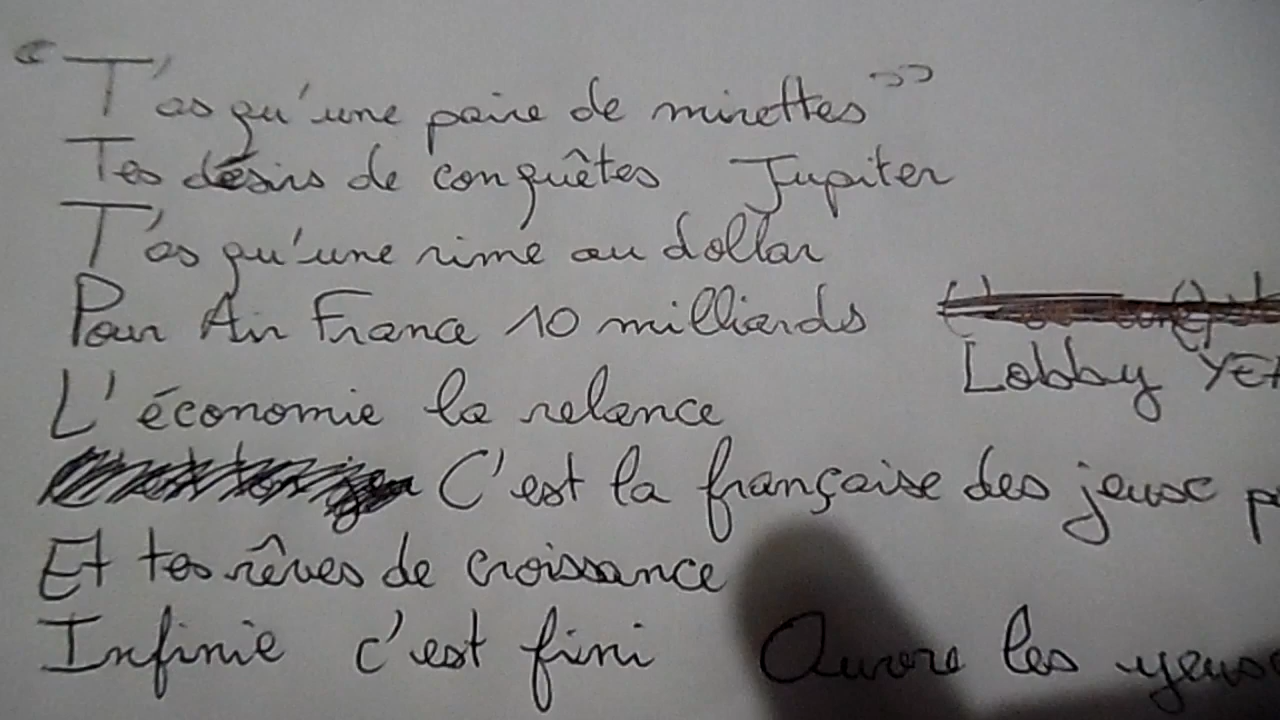 “T'as qu'une paire de mirettes”
Tes désirs de conquêtes Jupiter
T'as qu'une rime au dollar
Pour Air France 10 milliards
Lobby
L'économie la relance
C'est la française des jeux
Et tes rêves de croissance
Infinie c'est fini Ouvre les yeux